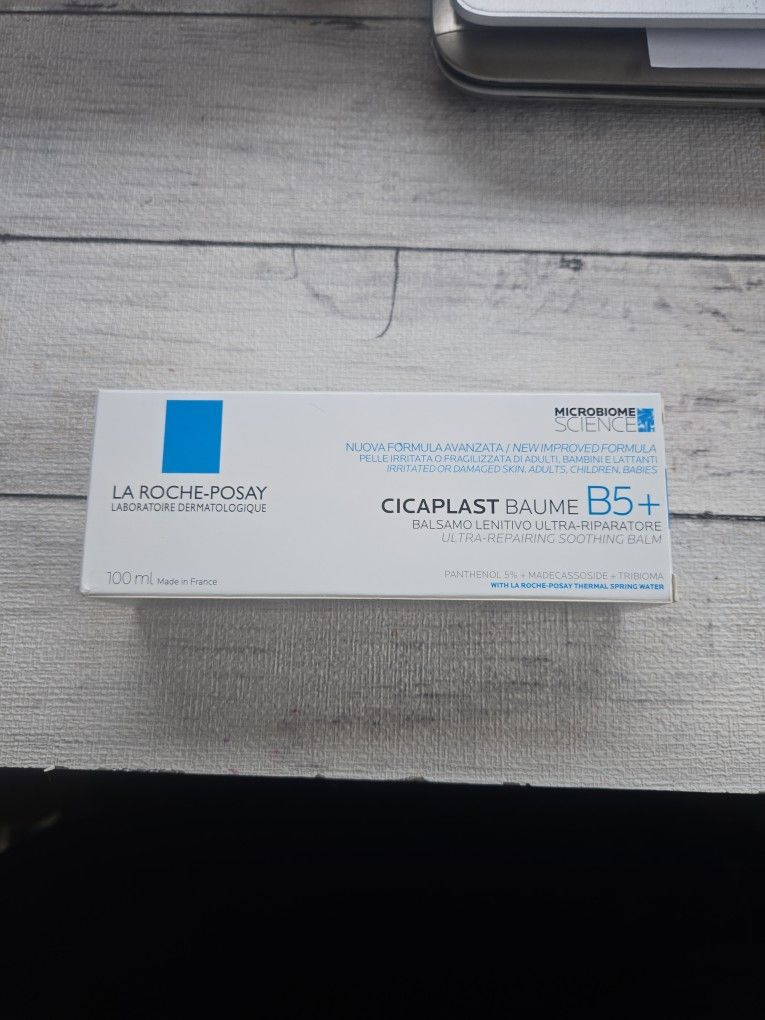 MICROBIOME
SCIENCE
NUOVA FORMULA AVANZATA / NEW IMPROVED FORMULA
PELLE IRRITATA O FRAGILIZZATA DI ADULTI, BAMBINI E LATTANTI
IRRITATED OR DAMAGED SKIN, ADULTS, CHILDREN, BABIES
LA ROCHE-POSAY
LABORATOIRE DERMATOLOGIQUE
CICAPLAST BAUME B5+
BALSAMO LENITIVO ULTRA-RIPARATORE
ULTRA-REPAIRING SOOTHING BALM
100 ml Made in France
PANTHENOL 5% + MADECASSOSIDE + TRIBIOMA
WITH LA ROCHE-POSAY THERMAL SPRING WATER